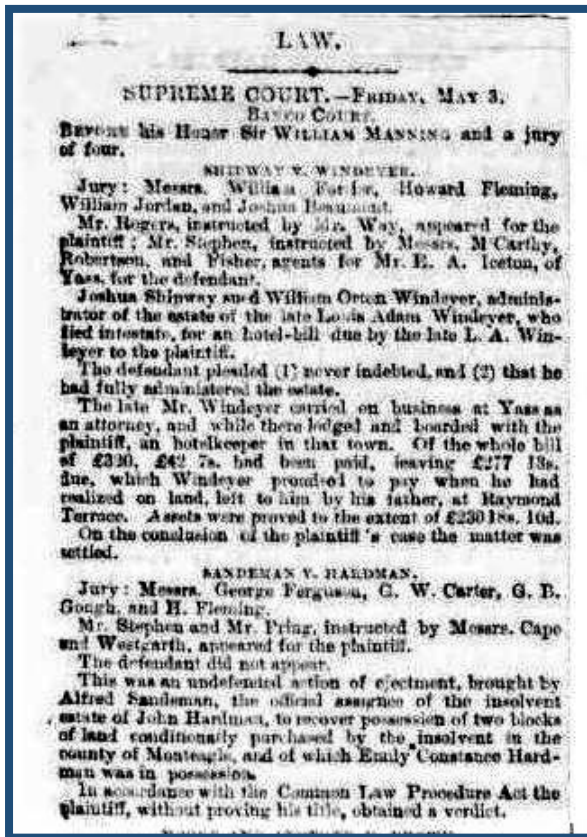 LAW.
SUPREME COURT.—FRIDAY, MAY 3.
BANCO COURT.
BEFORE his Honor Sir WILLIAM MANNING and a jury
of four.
SHIPWAY V. WINDEYER.
Jury: Messrs. William Howard Fleming,
William Jordan, and Joshua Beaumont.
Mr. Rogers, instructed by Mr. Way, appeared for the
plaintiff; Mr. Stephen, instructed by Messrs. M'Carthy,
Robertson, and Fisher, agents for Mr. E. A. Iceton, of
Yass, for the defendant.
Joshua Shipway sued William Orton Windeyer, adminis-
trator of the estate of the late Louis Adam Windeyer, who
died intestate, for an hotel-bill due by the late L. A. Win-
deyer to the plaintiff.
The defendant pleaded (1) never indebted, and (2) that he
had fully administered the estate.
The late Mr. Windeyer carried on business at Yass as
an attorney, and while there lodged and boarded with the
plaintiff, an hotelkeeper in that town. Of the whole bill
of £320, £42 7s. had been paid, leaving £277 13s.
due, which Windeyer promised to pay when he had
realized on land, left to him by his father, at Raymond
Terrace. Assets were proved to the extent of £230 18s. 10d.
On the conclusion of the plaintiff's case the matter was
settled.
SANDEMAN V. HARDMAN.
Jury: Messrs. George Ferguson, C. W. Carter, G. B.
Gough, and H. Fleming.
Mr. Stephen and Mr. Pring, instructed by Messrs. Cape
and Westgarth, appeared for the plaintiff.
The defendant did not appear.
This was an undefended action of ejectment, brought by
Alfred Sandeman, the official assignee of the insolvent
estate of John Hardman, to recover possession of two blocks
of land conditionally purchased by the insolvent in the
county of Monteagle, and of which Emily Constance Hard-
man was in possession.
In accordance with the Common Law Procedure Act the
plaintiff, without proving his title, obtained a verdict.